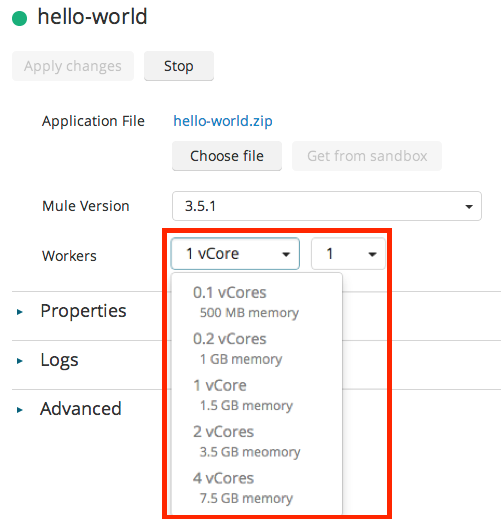 hello-world
Apply changes Stop
Application File hello-world.zip
Choose file Get from sandbox
Mule Version 3.5.1
Workers 1 vCore 1
0.1 vCores
500 MB memory
0.2 vCores
1 GB memory
1 vCore
1.5 GB memory
2 vCores
3.5 GB meomory
4 vCores
7.5 GB memory
Properties
Logs
Advanced